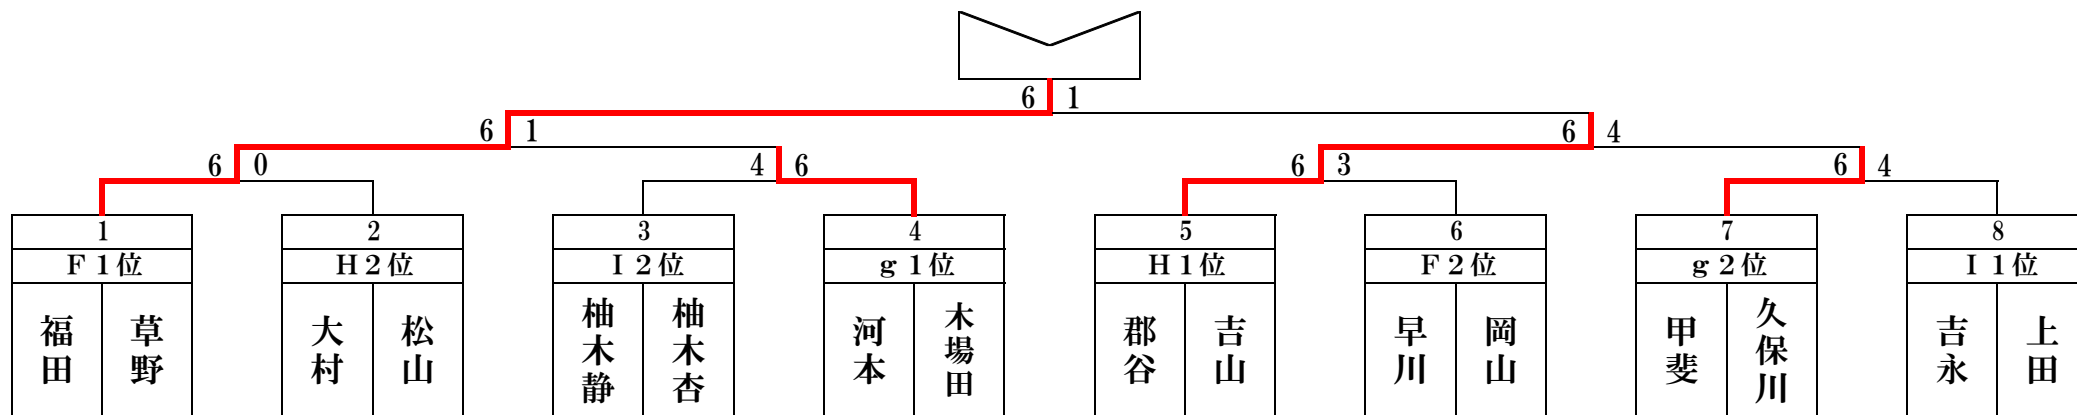 6 1
6 1 6 4
6 0 4 6 6 3 6 4
1 2 3 4 5 6 7 8
F 1位 H2位 I 2位 g 1位 H 1位 F 2位 g 2位 I 1位
福田 草野 大村 松山 柚木静 柚木杏 河本 木場田 郡谷 吉山 早川 岡山 甲斐 久保川 吉永 上田